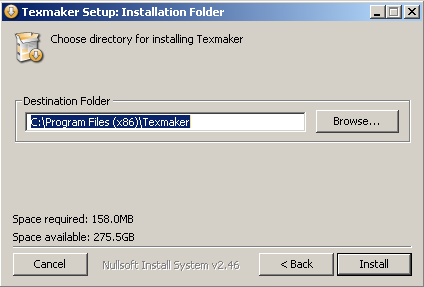 Texmaker Setup: Installation Folder
Choose directory for installing Texmaker
Destination Folder
C:\Program Files (x86)\Texmaker
Browse...
Space required: 158.0MB
Space available: 275.5GB
Cancel
Nullsoft Install System v2.46
< Back
Install